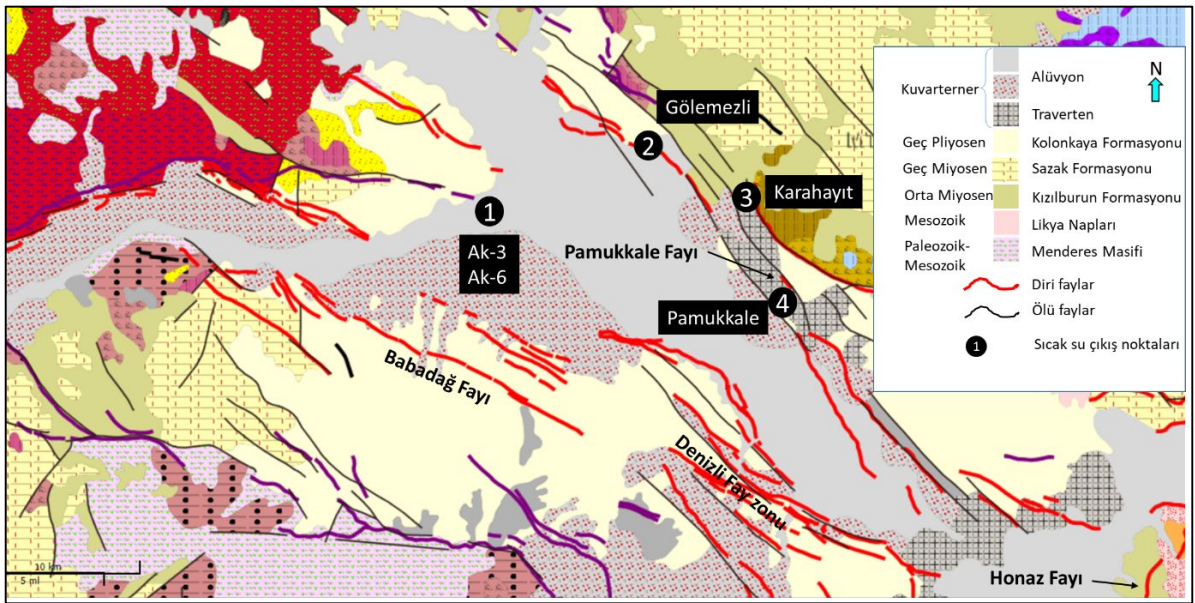 Gölemezli
2
3
Karahayıt
1
Ak-3
Ak-6
Pamukkale Fayı
4
Pamukkale
Babadağ Fayı
Denizli Fay zonu
Honaz Fayı
10 km
5 mi
N
Kuvarterner
Alüvyon
Traverten
Geç Pliyosen
Kolonkaya Formasyonu
Geç Miyosen
Sazak Formasyonu
Orta Miyosen
Kızılburun Formasyonu
Mesozoik
Likya Napları
Paleozoik-
Mesozoik
Menderes Masifi
Diri faylar
Ölü faylar
1
Sıcak su çıkış noktaları